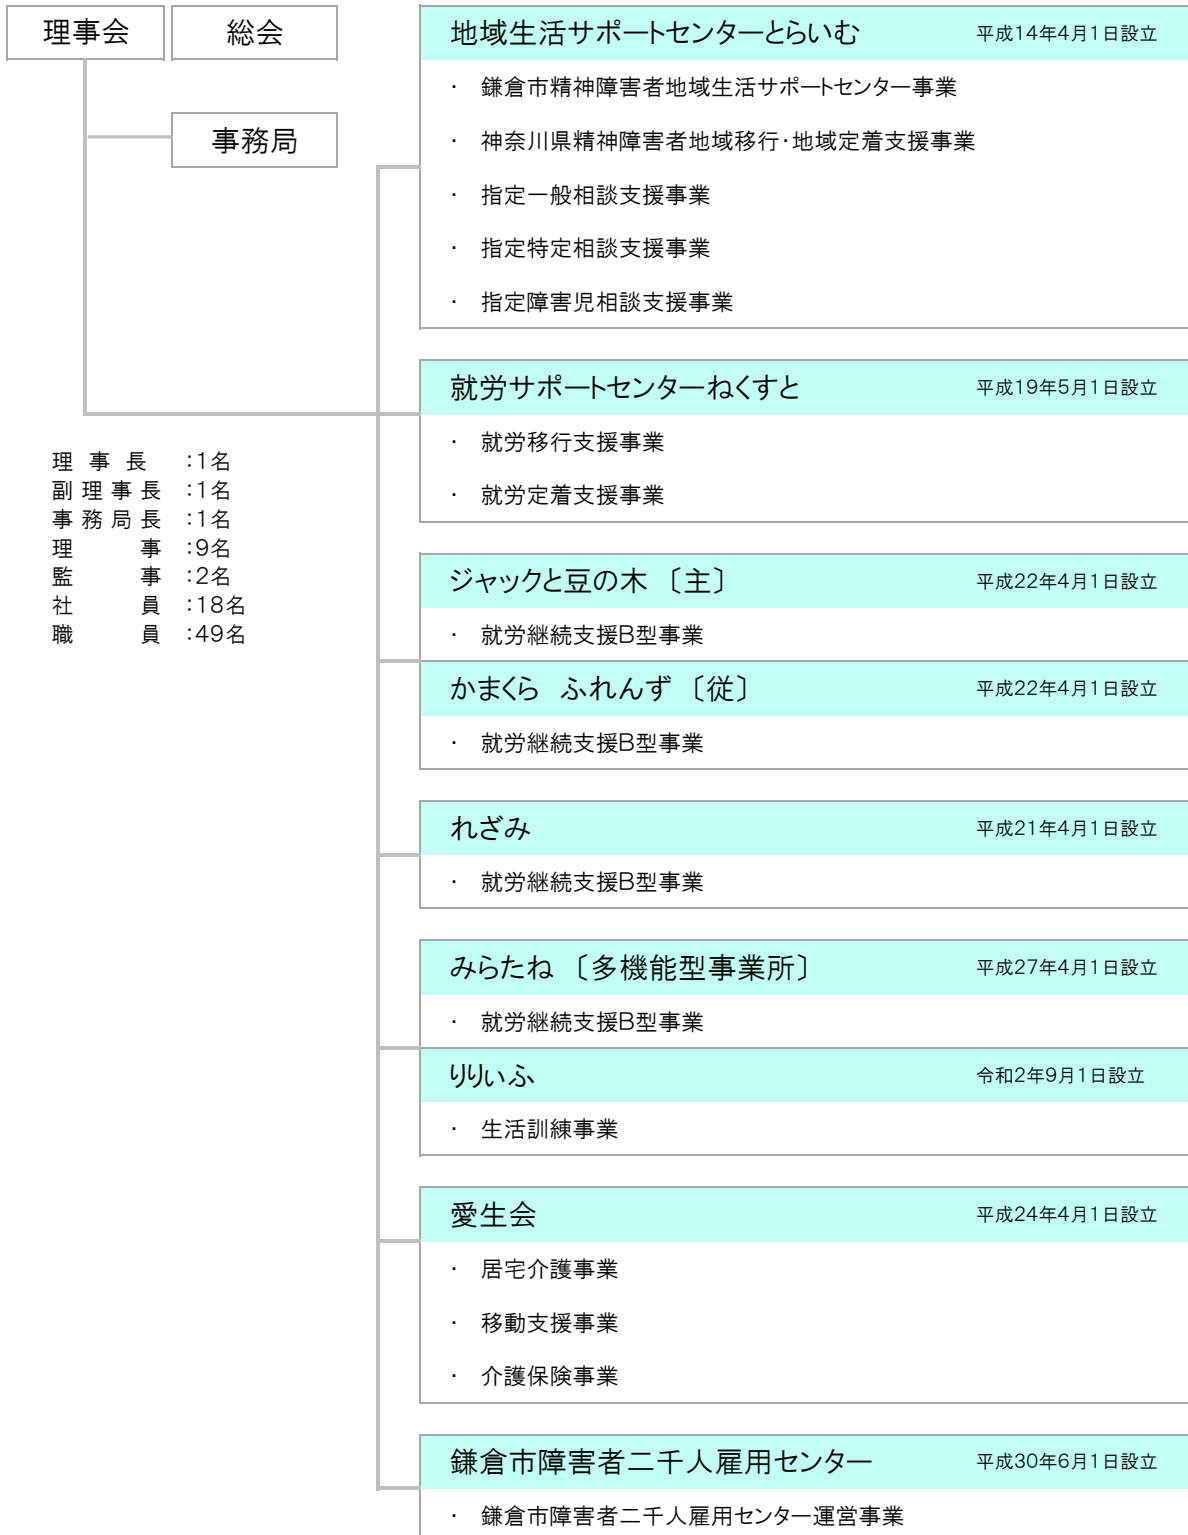 理事会
総会
事務局
理事長 :1名
副理事長 :1名
事務局長 :1名
理事 :9名
監事 :2名
社員 :18名
職員 :49名
地域生活サポートセンターとらいむ 平成14年4月1日設立
・ 鎌倉市精神障害者地域生活サポートセンター事業
・ 神奈川県精神障害者地域移行・地域定着支援事業
・ 指定一般相談支援事業
・ 指定特定相談支援事業
・ 指定障害児相談支援事業
就労サポートセンターねくすと 平成19年5月1日設立
・ 就労移行支援事業
・ 就労定着支援事業
ジャックと豆の木 〔主〕 平成22年4月1日設立
・ 就労継続支援B型事業
かまくら ふれんず 〔従〕 平成22年4月1日設立
・ 就労継続支援B型事業
れざみ 平成21年4月1日設立
・ 就労継続支援B型事業
みらたね 〔多機能型事業所〕 平成27年4月1日設立
・ 就労継続支援B型事業
りりぃふ 令和2年9月1日設立
・ 生活訓練事業
愛生会 平成24年4月1日設立
・ 居宅介護事業
・ 移動支援事業
・ 介護保険事業
鎌倉市障害者二千人雇用センター 平成30年6月1日設立
・ 鎌倉市障害者二千人雇用センター運営事業